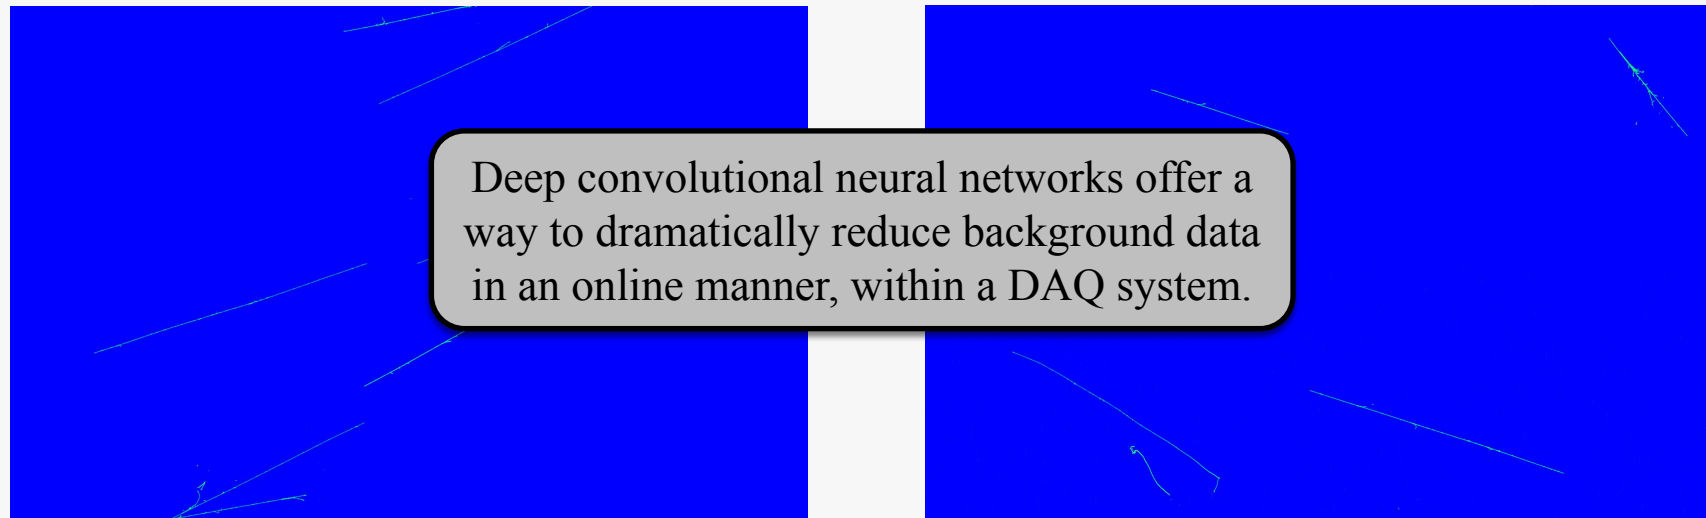 Deep convolutional neural networks offer a
way to dramatically reduce background data
in an online manner, within a DAQ system.